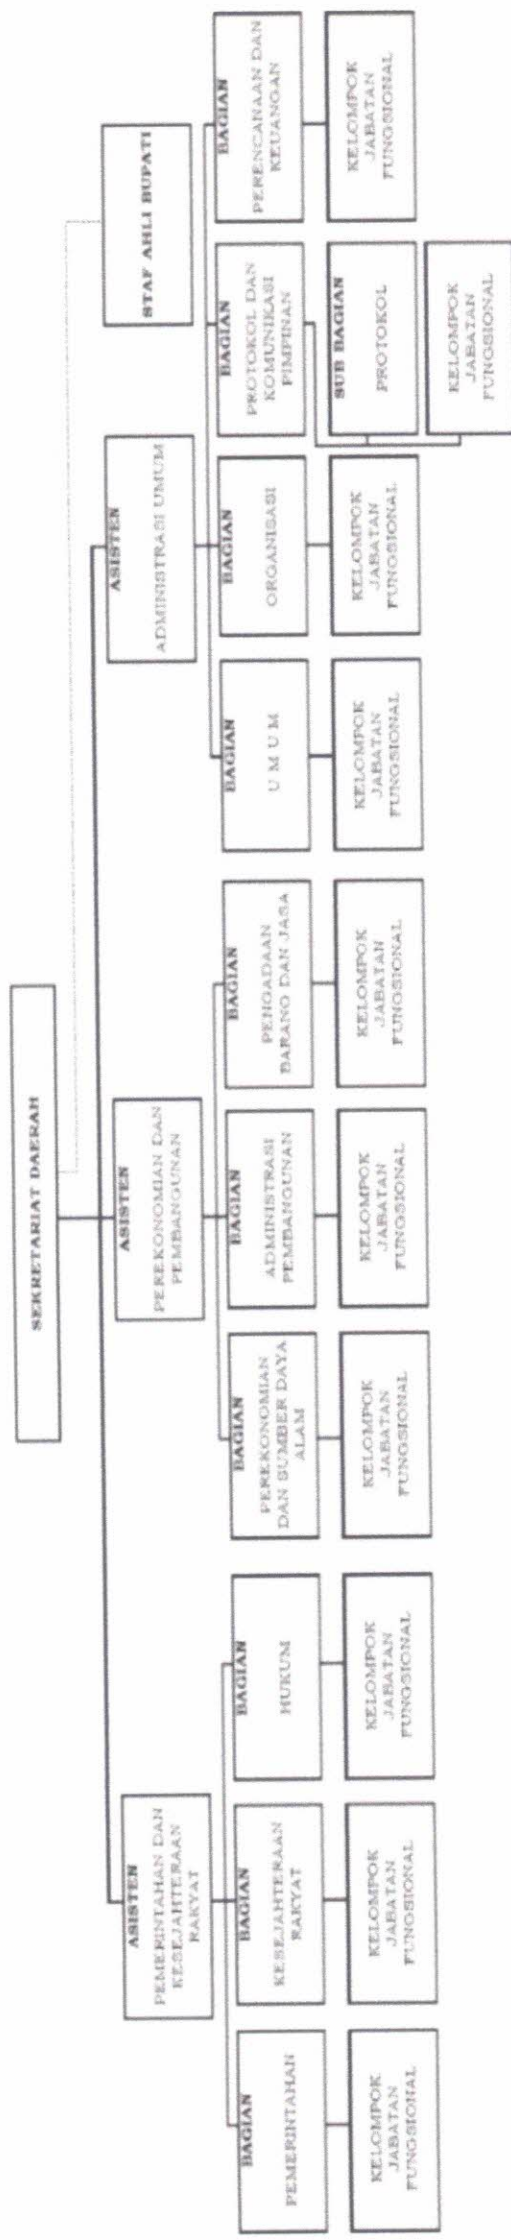 SEKRETARIAT DAERAH
STAF AHLI BUPATI
ASISTEN
PEMERINTAHAN DAN
KESEJAHTERAAN
RAKYAT
ASISTEN
PEREKONOMIAN DAN
PEMBANGUNAN
ASISTEN
ADMINISTRASI UMUM
BAGIAN
PEMERINTAHAN
BAGIAN
KESEJAHTERAAN
RAKYAT
BAGIAN
HUKUM
BAGIAN
PEREKONOMIAN
DAN SUMBER DAYA
ALAM
BAGIAN
ADMINISTRASI
PEMBANGUNAN
BAGIAN
PENGADAAN
BARANG DAN JASA
BAGIAN
U M U M
BAGIAN
ORGANISASI
BAGIAN
PROTOKOL DAN
KOMUNIKASI
PIMPINAN
BAGIAN
PERENCANAAN DAN
KEUANGAN
KELOMPOK
JABATAN
FUNGSIONAL
KELOMPOK
JABATAN
FUNGSIONAL
KELOMPOK
JABATAN
FUNGSIONAL
KELOMPOK
JABATAN
FUNGSIONAL
KELOMPOK
JABATAN
FUNGSIONAL
KELOMPOK
JABATAN
FUNGSIONAL
KELOMPOK
JABATAN
FUNGSIONAL
KELOMPOK
JABATAN
FUNGSIONAL
SUB BAGIAN
PROTOKOL
KELOMPOK
JABATAN
FUNGSIONAL
KELOMPOK
JABATAN
FUNGSIONAL